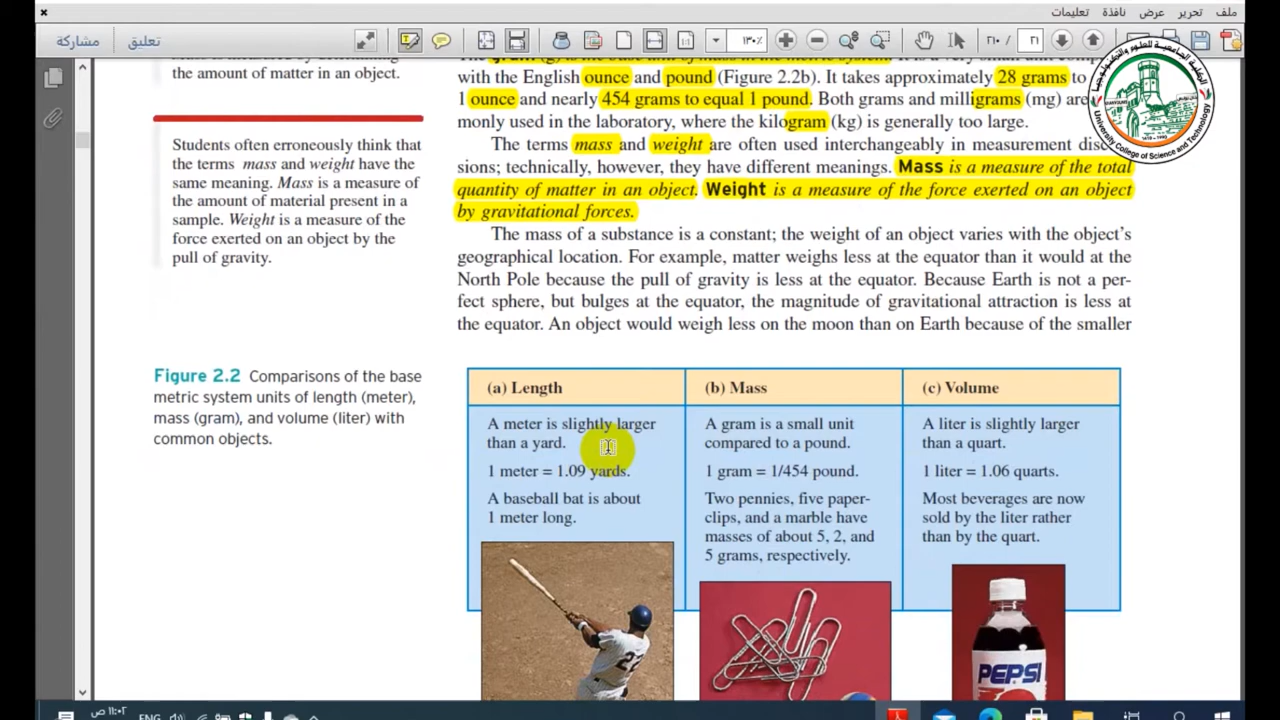 ملف تحرير عرض نافذة تعليمات
مشاركة تعليق ١٣٠٪ ٢١٠ / ٢١
the amount of matter in an object.
Students often erroneously think that
the terms mass and weight have the
same meaning. Mass is a measure of
the amount of material present in a
sample. Weight is a measure of the
force exerted on an object by the
pull of gravity.
with the English ounce and pound (Figure 2.2b). It takes approximately 28 grams to
1 ounce and nearly 454 grams to equal 1 pound. Both grams and milligrams (mg) are
monly used in the laboratory, where the kilogram (kg) is generally too large.
The terms mass and weight are often used interchangeably in measurement
sions; technically, however, they have different meanings. Mass is a measure of the total
quantity of matter in an object. Weight is a measure of the force exerted on an object
by gravitational forces.
The mass of a substance is a constant; the weight of an object varies with the object's
geographical location. For example, matter weighs less at the equator than it would at the
North Pole because the pull of gravity is less at the equator. Because Earth is not a per-
fect sphere, but bulges at the equator, the magnitude of gravitational attraction is less at
the equator. An object would weigh less on the moon than on Earth because of the smaller
Figure 2.2 Comparisons of the base
metric system units of length (meter),
mass (gram), and volume (liter) with
common objects.
(a) Length
A meter is slightly larger
than a yard.
1 meter = 1.09 yards.
A baseball bat is about
1 meter long.
(b) Mass
A gram is a small unit
compared to a pound.
1 gram = 1/454 pound.
Two pennies, five paper-
clips, and a marble have
masses of about 5, 2, and
5 grams, respectively.
(c) Volume
A liter is slightly larger
than a quart.
1 liter = 1.06 quarts.
Most beverages are now
sold by the liter rather
than by the quart.
22
PEPSI
University College of Science and Technology
ENG ١١:٠٢ ص